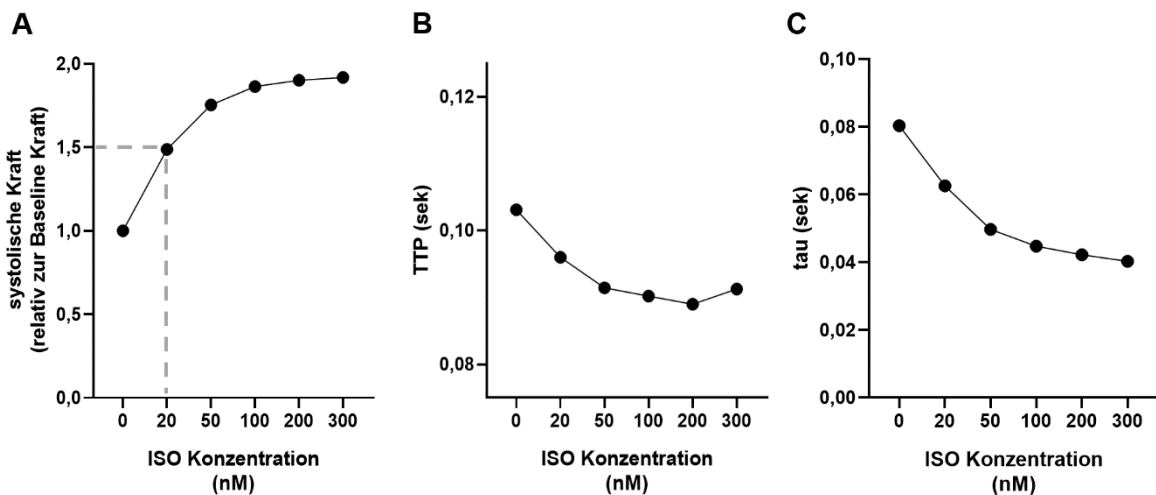 A
systolische Kraft
(relativ zur Baseline Kraft)
2,0
1,5
1,0
0,5
0,0
0 20 50 100 200 300
ISO Konzentration
(nM)
B
TTP (sek)
0,12
0,10
0,08
0 20 50 100 200 300
ISO Konzentration
(nM)
C
tau (sek)
0,10
0,08
0,06
0,04
0,02
0,00
0 20 50 100 200 300
ISO Konzentration
(nM)